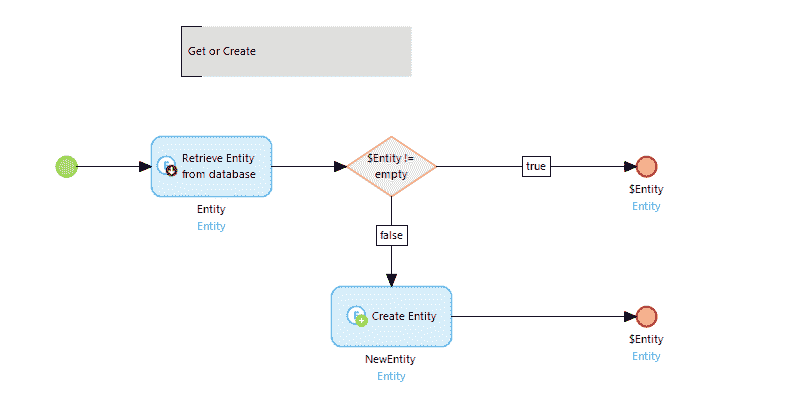 Get or Create
Retrieve Entity
from database
Entity
Entity
$Entity !=
empty
true
$Entity
Entity
false
Create Entity
NewEntity
Entity
$Entity
Entity